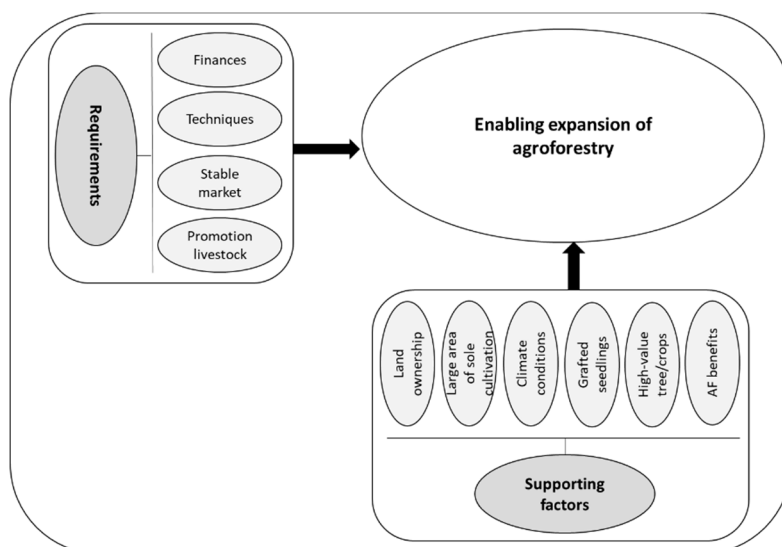 Requirements
Finances
Techniques
Stable
market
Promotion
livestock
Enabling expansion of
agroforestry
Land
ownership
Large area
of sole
cultivation
Climate
conditions
Grafted
seedlings
High-value
tree/crops
AF benefits
Supporting
factors